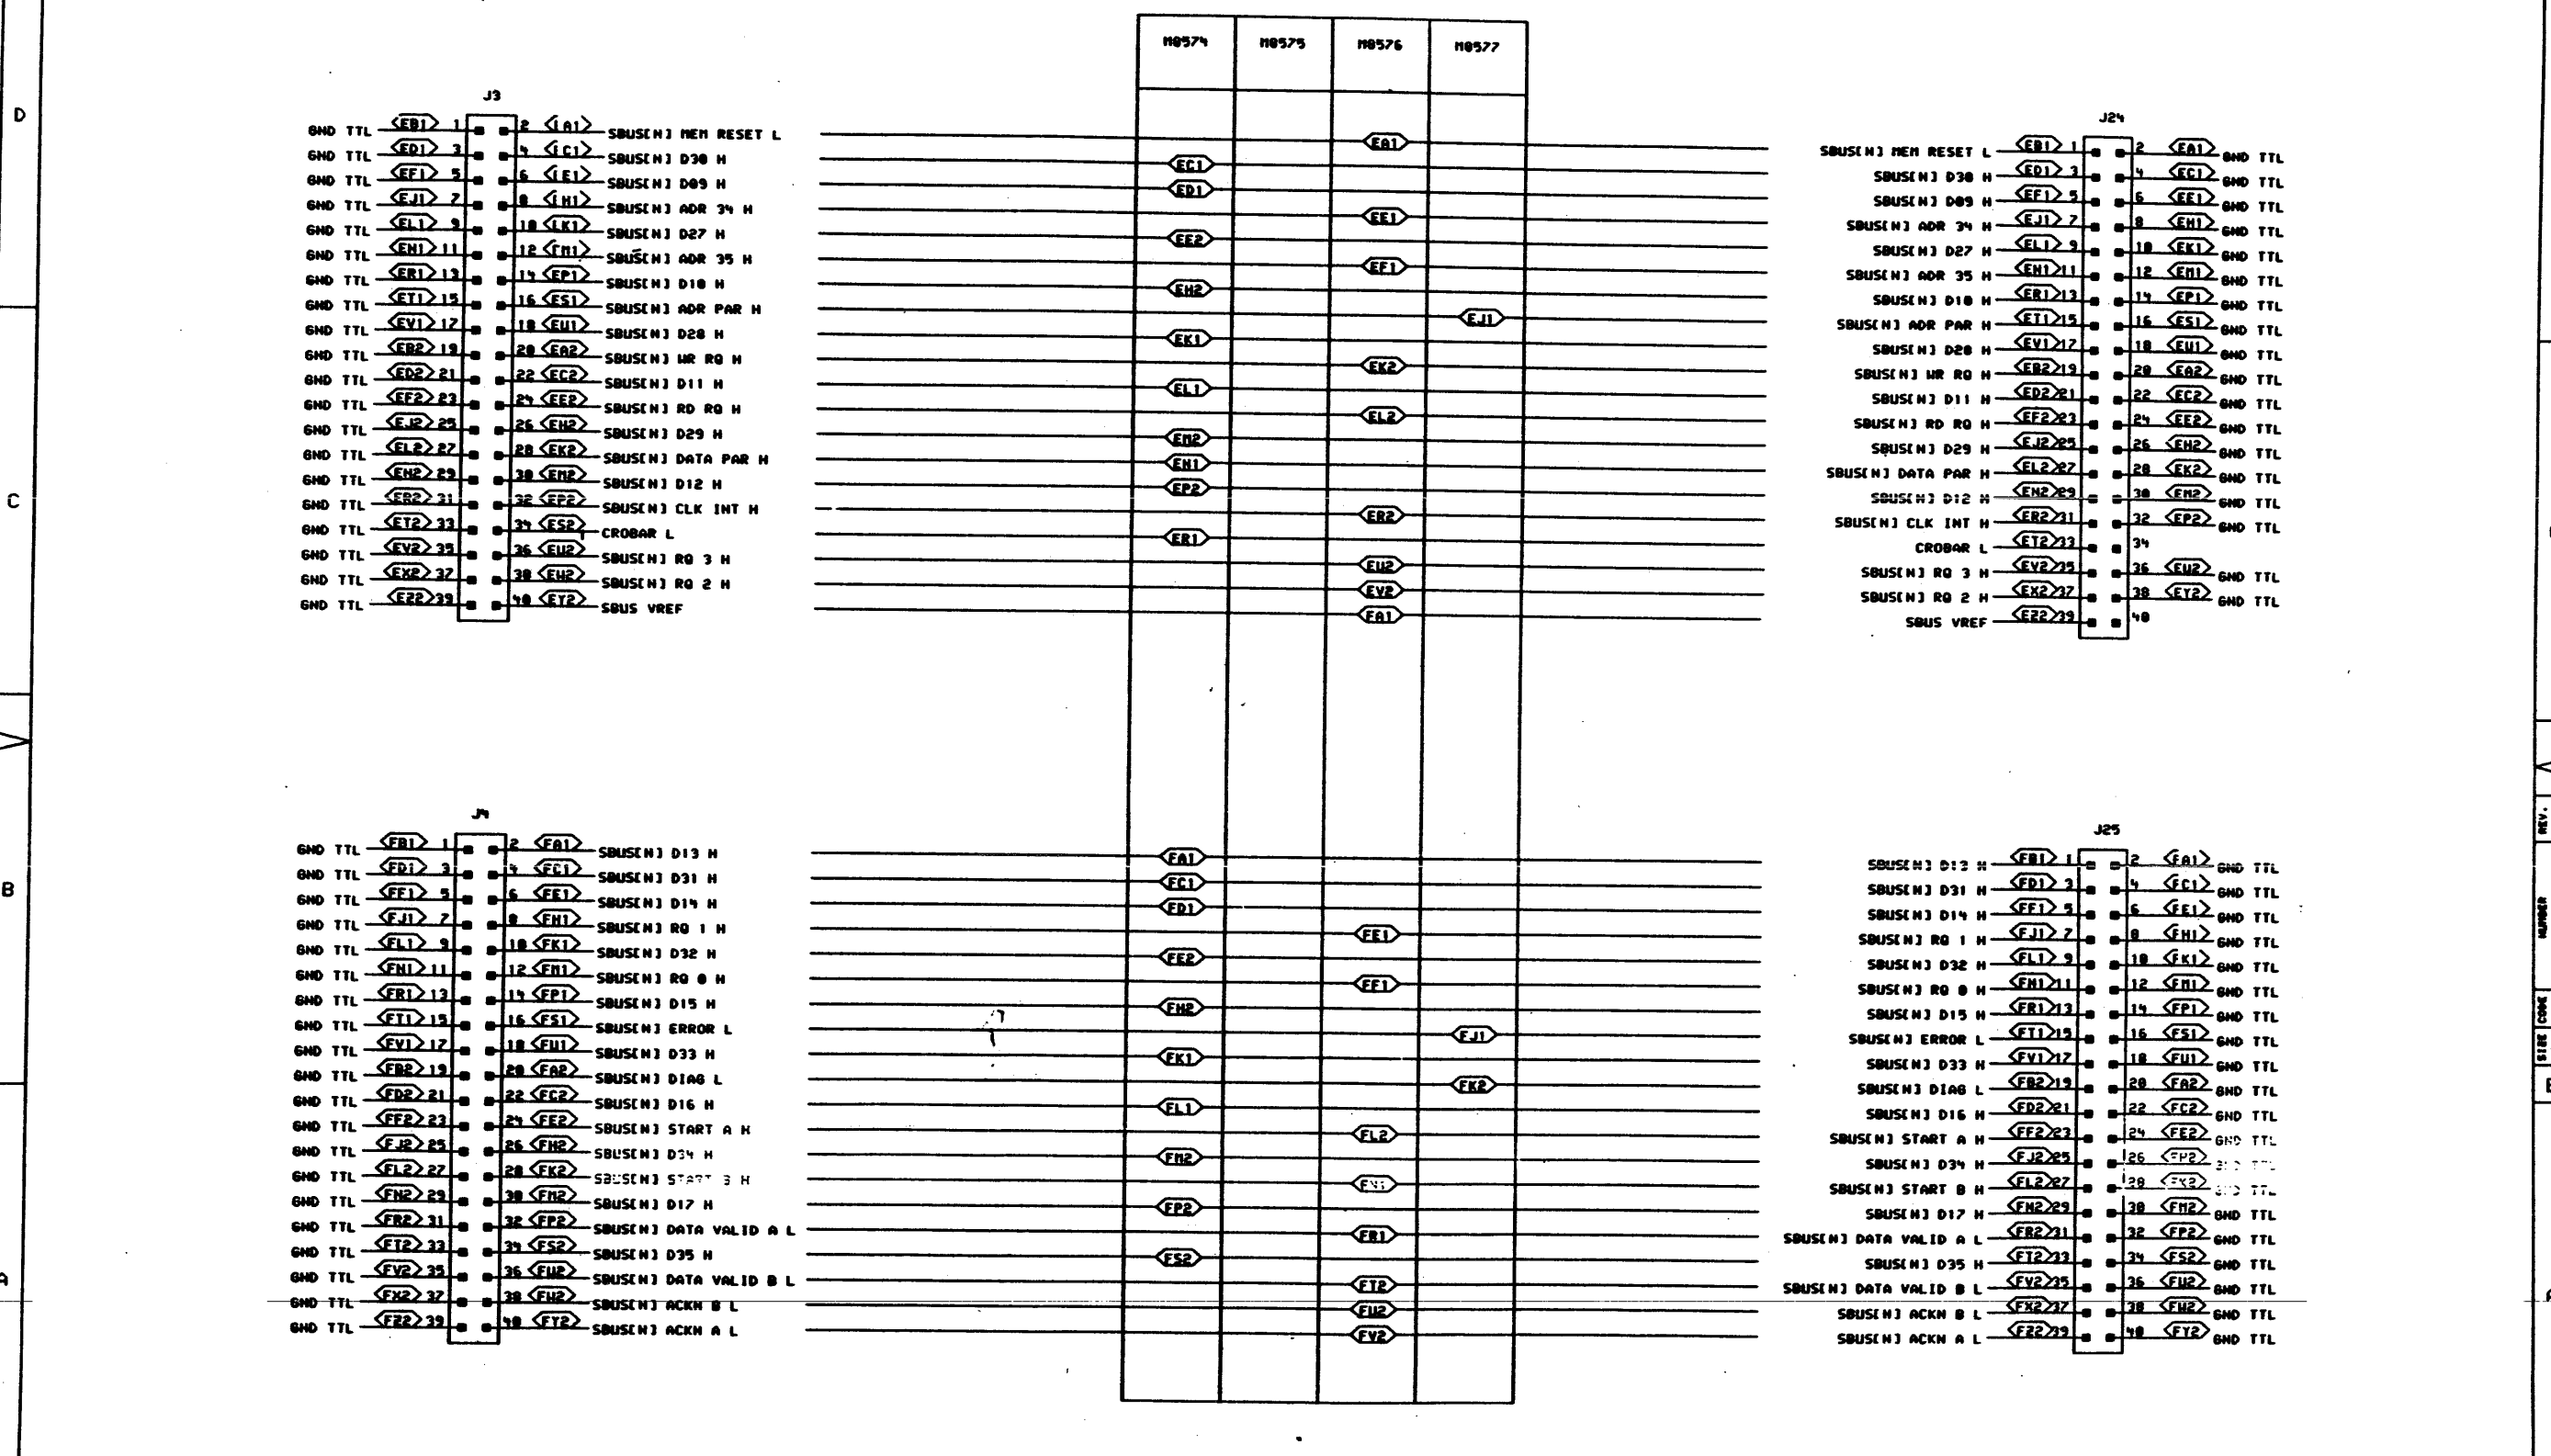 M8574 M8575 M8576 M8577
D
J3
GND TTL EB1 1 2 SBUS[N] MEM RESET L EA1
GND TTL ED1 3 4 SBUS[N] D30 H EC1
GND TTL EF1 5 6 SBUS[N] D09 H ED1
GND TTL EJ1 7 8 SBUS[N] ADR 34 H EE1
GND TTL EL1 9 10 SBUS[N] D27 H EE2
GND TTL EN1 11 12 EM1 SBUS[N] ADR 35 H EF1
GND TTL ER1 13 14 EP1 SBUS[N] D10 H EH2
GND TTL ET1 15 16 ES1 SBUS[N] ADR PAR H EJ1
GND TTL EV1 17 18 EU1 SBUS[N] D28 H EK1
GND TTL EB2 19 20 EA2 SBUS[N] WR RQ H EK2
GND TTL ED2 21 22 EC2 SBUS[N] D11 H EL1
GND TTL EF2 23 24 EE2 SBUS[N] RD RQ H EL2
GND TTL EJ2 25 26 EH2 SBUS[N] D29 H EM2
GND TTL EL2 27 28 EK2 SBUS[N] DATA PAR H EN1
GND TTL EN2 29 30 EM2 SBUS[N] D12 H EP2
GND TTL ER2 31 32 EP2 SBUS[N] CLK INT H ER2
GND TTL ET2 33 34 ES2 CROBAR L ER1
GND TTL EV2 35 36 EU2 SBUS[N] RQ 3 H EU2
GND TTL EX2 37 38 EW2 SBUS[N] RQ 2 H EV2
GND TTL EZ2 39 40 EY2 SBUS VREF FA1
J24
SBUS[N] MEM RESET L EB1 1 2 EA1 GND TTL
SBUS[N] D30 H ED1 3 4 EC1 GND TTL
SBUS[N] D09 H EF1 5 6 EE1 GND TTL
SBUS[N] ADR 34 H EJ1 7 8 EH1 GND TTL
SBUS[N] D27 H EL1 9 10 EK1 GND TTL
SBUS[N] ADR 35 H EN1 11 12 EM1 GND TTL
SBUS[N] D10 H ER1 13 14 EP1 GND TTL
SBUS[N] ADR PAR H ET1 15 16 ES1 GND TTL
SBUS[N] D28 H EV1 17 18 EU1 GND TTL
SBUS[N] WR RQ H EB2 19 20 EA2 GND TTL
SBUS[N] D11 H ED2 21 22 EC2 GND TTL
SBUS[N] RD RQ H EF2 23 24 EE2 GND TTL
SBUS[N] D29 H EJ2 25 26 EH2 GND TTL
SBUS[N] DATA PAR H EL2 27 28 EK2 GND TTL
SBUS[N] D12 H EN2 29 30 EM2 GND TTL
SBUS[N] CLK INT H ER2 31 32 EP2 GND TTL
CROBAR L ET2 33 34
SBUS[N] RQ 3 H EV2 35 36 EU2 GND TTL
SBUS[N] RQ 2 H EX2 37 38 EY2 GND TTL
SBUS VREF EZ2 39 40
C
J4
GND TTL FB1 1 2 FA1 SBUS[N] D13 H FA1
GND TTL FD1 3 4 FC1 SBUS[N] D31 H FC1
GND TTL FF1 5 6 FE1 SBUS[N] D14 H FD1
GND TTL FJ1 7 8 FH1 SBUS[N] RQ 1 H FE1
GND TTL FL1 9 10 FK1 SBUS[N] D32 H FE2
GND TTL FN1 11 12 FM1 SBUS[N] RQ 0 H FF1
GND TTL FR1 13 14 FP1 SBUS[N] D15 H FH2
GND TTL FT1 15 16 FS1 SBUS[N] ERROR L FJ1
GND TTL FV1 17 18 FU1 SBUS[N] D33 H FK1
GND TTL FB2 19 20 FA2 SBUS[N] DIAG L FK2
GND TTL FD2 21 22 FC2 SBUS[N] D16 H FL1
GND TTL FF2 23 24 FE2 SBUS[N] START A H FL2
GND TTL FJ2 25 26 FH2 SBUS[N] D34 H FM2
GND TTL FL2 27 28 FK2 SBUS[N] START B H
GND TTL FN2 29 30 FM2 SBUS[N] D17 H FP2
GND TTL FR2 31 32 FP2 SBUS[N] DATA VALID A L FR1
GND TTL FT2 33 34 FS2 SBUS[N] D35 H FS2
GND TTL FV2 35 36 FU2 SBUS[N] DATA VALID B L FT2
GND TTL FX2 37 38 FW2 SBUS[N] ACKN B L FU2
GND TTL FZ2 39 40 FY2 SBUS[N] ACKN A L FV2
J25
SBUS[N] D13 H FB1 1 2 FA1 GND TTL
SBUS[N] D31 H FD1 3 4 FC1 GND TTL
SBUS[N] D14 H FF1 5 6 FE1 GND TTL
SBUS[N] RQ 1 H FJ1 7 8 FH1 GND TTL
SBUS[N] D32 H FL1 9 10 FK1 GND TTL
SBUS[N] RQ 0 H FN1 11 12 FM1 GND TTL
SBUS[N] D15 H FR1 13 14 FP1 GND TTL
SBUS[N] ERROR L FT1 15 16 FS1 GND TTL
SBUS[N] D33 H FV1 17 18 FU1 GND TTL
SBUS[N] DIAG L FB2 19 20 FA2 GND TTL
SBUS[N] D16 H FD2 21 22 FC2 GND TTL
SBUS[N] START A H FF2 23 24 FE2 GND TTL
SBUS[N] D34 H FJ2 25 26
SBUS[N] START B H FL2 27 28 TTL
SBUS[N] D17 H FN2 29 30 FM2 GND TTL
SBUS[N] DATA VALID A L FR2 31 32 FP2 GND TTL
SBUS[N] D35 H FT2 33 34 FS2 GND TTL
SBUS[N] DATA VALID B L FV2 35 36 FU2 GND TTL
SBUS[N] ACKN B L FX2 37 38 FW2 GND TTL
SBUS[N] ACKN A L FZ2 39 40 FY2 GND TTL
B
REV.
NUMBER
SIZE CODE